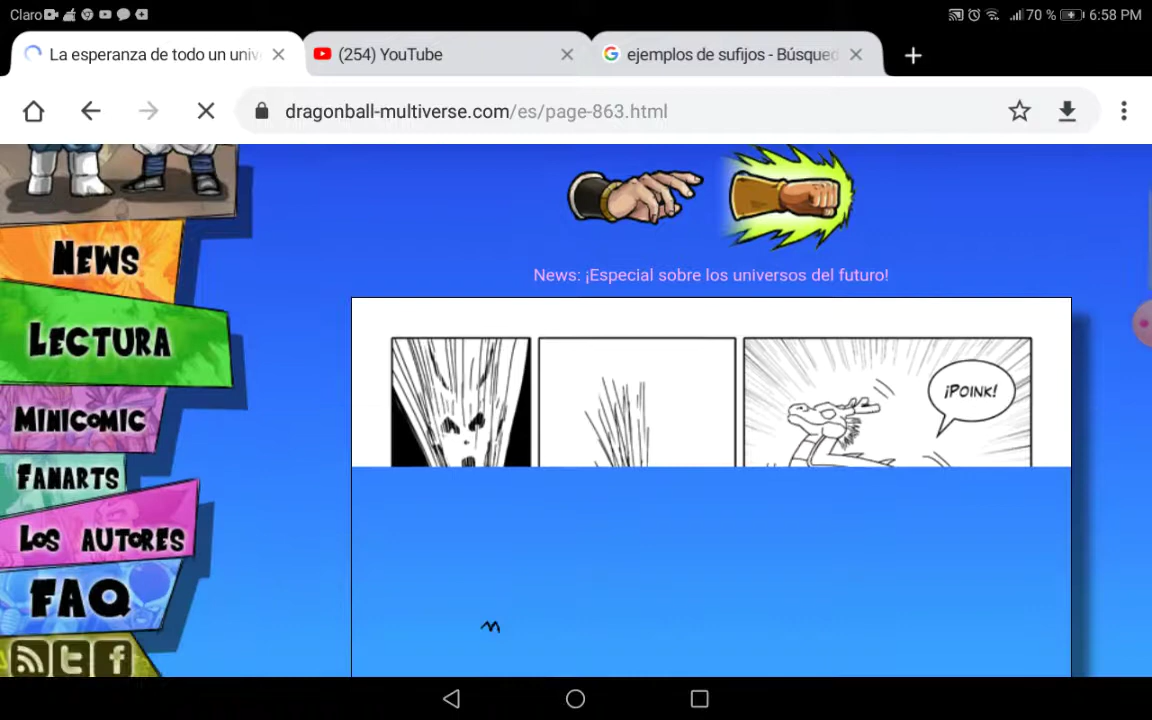 Claro 70 % 6:58 PM
La esperanza de todo un univ (254) YouTube ejemplos de sufijos - Búsqued
dragonball-multiverse.com/es/page-863.html
News: ¡Especial sobre los universos del futuro!
News
Lectura
Minicomic
Fanarts
Los autores
FAQ
¡POINK!